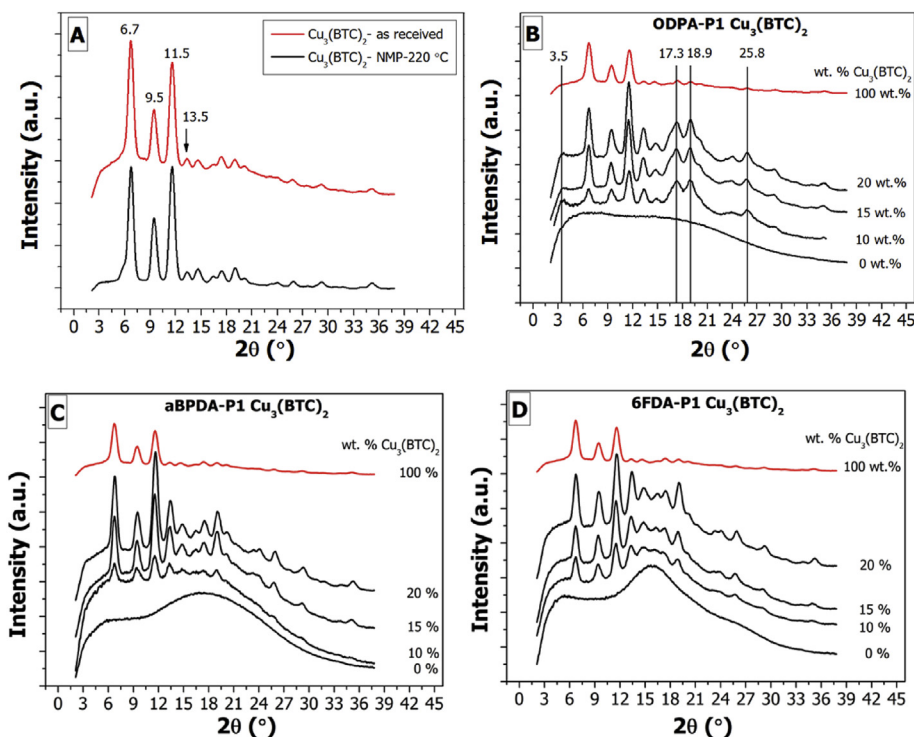 A
Cu3(BTC)2- as received
Cu3(BTC)2- NMP-220 °C
6.7
9.5
11.5
13.5
Intensity (a.u.)
0 3 6 9 12 15 18 21 24 27 30 33 36 39 42 45
2θ (°)
B
ODPA-P1 Cu3(BTC)2
3.5
17.3
18.9
25.8
wt. % Cu3(BTC)2
100 wt.%
20 wt.%
15 wt.%
10 wt.%
0 wt.%
Intensity (a.u.)
0 3 6 9 12 15 18 21 24 27 30 33 36 39 42 45
2θ (°)
C
aBPDA-P1 Cu3(BTC)2
wt. % Cu3(BTC)2
100 %
20 %
15 %
10 %
0 %
Intensity (a.u.)
0 3 6 9 12 15 18 21 24 27 30 33 36 39 42 45
2θ (°)
D
6FDA-P1 Cu3(BTC)2
wt. % Cu3(BTC)2
100 wt.%
20 %
15 %
10 %
0 %
Intensity (a.u.)
0 3 6 9 12 15 18 21 24 27 30 33 36 39 42 45
2θ (°)